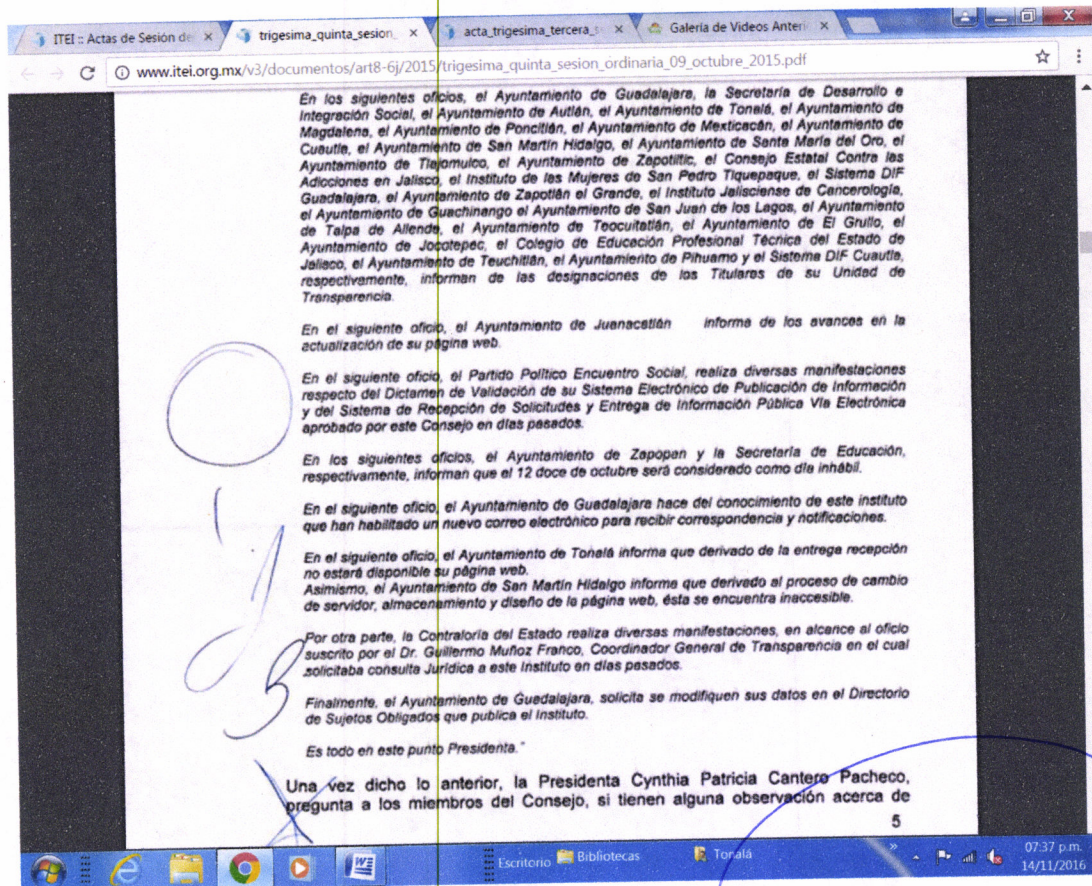 ITEI :: Actas de Sesión de
trigesima_quinta_sesion_
acta_trigesima_tercera_s
Galería de Videos Anteri
www.itei.org.mx/v3/documentos/art8-6j/2015/trigesima_quinta_sesion_ordinaria_09_octubre_2015.pdf
En los siguientes oficios, el Ayuntamiento de Guadalajara, la Secretaría de Desarrollo e
Integración Social, el Ayuntamiento de Autlán, el Ayuntamiento de Tonalá, el Ayuntamiento de
Magdalena, el Ayuntamiento de Poncitlán, el Ayuntamiento de Mexticacán, el Ayuntamiento de
Cuautla, el Ayuntamiento de San Martín Hidalgo, el Ayuntamiento de Santa María del Oro, el
Ayuntamiento de Tlajomulco, el Ayuntamiento de Zapotiltic, el Consejo Estatal Contra las
Adicciones en Jalisco, el Instituto de las Mujeres de San Pedro Tlquepaque, el Sistema DIF
Guadalajara, el Ayuntamiento de Zapotlán el Grande, el Instituto Jalisciense de Cancerología,
el Ayuntamiento de Guachinango el Ayuntamiento de San Juan de los Lagos, el Ayuntamiento
de Talpa de Allende, el Ayuntamiento de Teocuitatlán, el Ayuntamiento de El Grullo, el
Ayuntamiento de Jocotepec, el Colegio de Educación Profesional Técnica del Estado de
Jalisco, el Ayuntamiento de Teuchitlán, el Ayuntamiento de Pihuamo y el Sistema DIF Cuautla,
respectivamente, informan de las designaciones de los Titulares de su Unidad de
Transparencia.
En el siguiente oficio, el Ayuntamiento de Juanacatlán informa de los avances en la
actualización de su página web.
En el siguiente oficio, el Partido Político Encuentro Social, realiza diversas manifestaciones
respecto del Dictamen de Validación de su Sistema Electrónico de Publicación de Información
y del Sistema de Recepción de Solicitudes y Entrega de Información Pública Vía Electrónica
aprobado por este Consejo en días pasados.
En los siguientes oficios, el Ayuntamiento de Zapopan y la Secretaría de Educación,
respectivamente, informan que el 12 doce de octubre será considerado como día inhábil.
En el siguiente oficio, el Ayuntamiento de Guadalajara hace del conocimiento de este instituto
que han habilitado un nuevo correo electrónico para recibir correspondencia y notificaciones.
En el siguiente oficio, el Ayuntamiento de Tonalá informa que derivado de la entrega recepción
no estará disponible su página web.
Asimismo, el Ayuntamiento de San Martín Hidalgo informa que derivado al proceso de cambio
de servidor, almacenamiento y diseño de la página web, ésta se encuentra inaccesible.
Por otra parte, la Contraloría del Estado realiza diversas manifestaciones, en alcance al oficio
suscrito por el Dr. Guillermo Muñoz Franco, Coordinador General de Transparencia en el cual
solicitaba consulta Jurídica a este Instituto en días pasados.
Finalmente, el Ayuntamiento de Guadalajara, solicita se modifiquen sus datos en el Directorio
de Sujetos Obligados que publica el Instituto.
Es todo en este punto Presidenta."
Una vez dicho lo anterior, la Presidenta Cynthia Patricia Cantero Pacheco,
pregunta a los miembros del Consejo, si tienen alguna observación acerca de
5
Escritorio
Bibliotecas
Tonalá
07:37 p.m.
14/11/2016